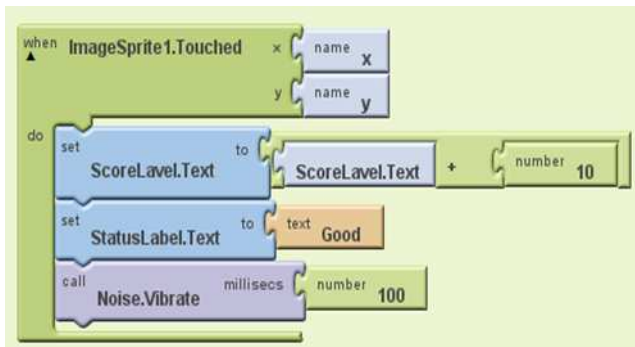 when ImageSprite1.Touched x name x
y name y
do
set ScoreLavel.Text to ScoreLavel.Text + number 10
set StatusLabel.Text to text Good
call Noise.Vibrate millisecs number 100